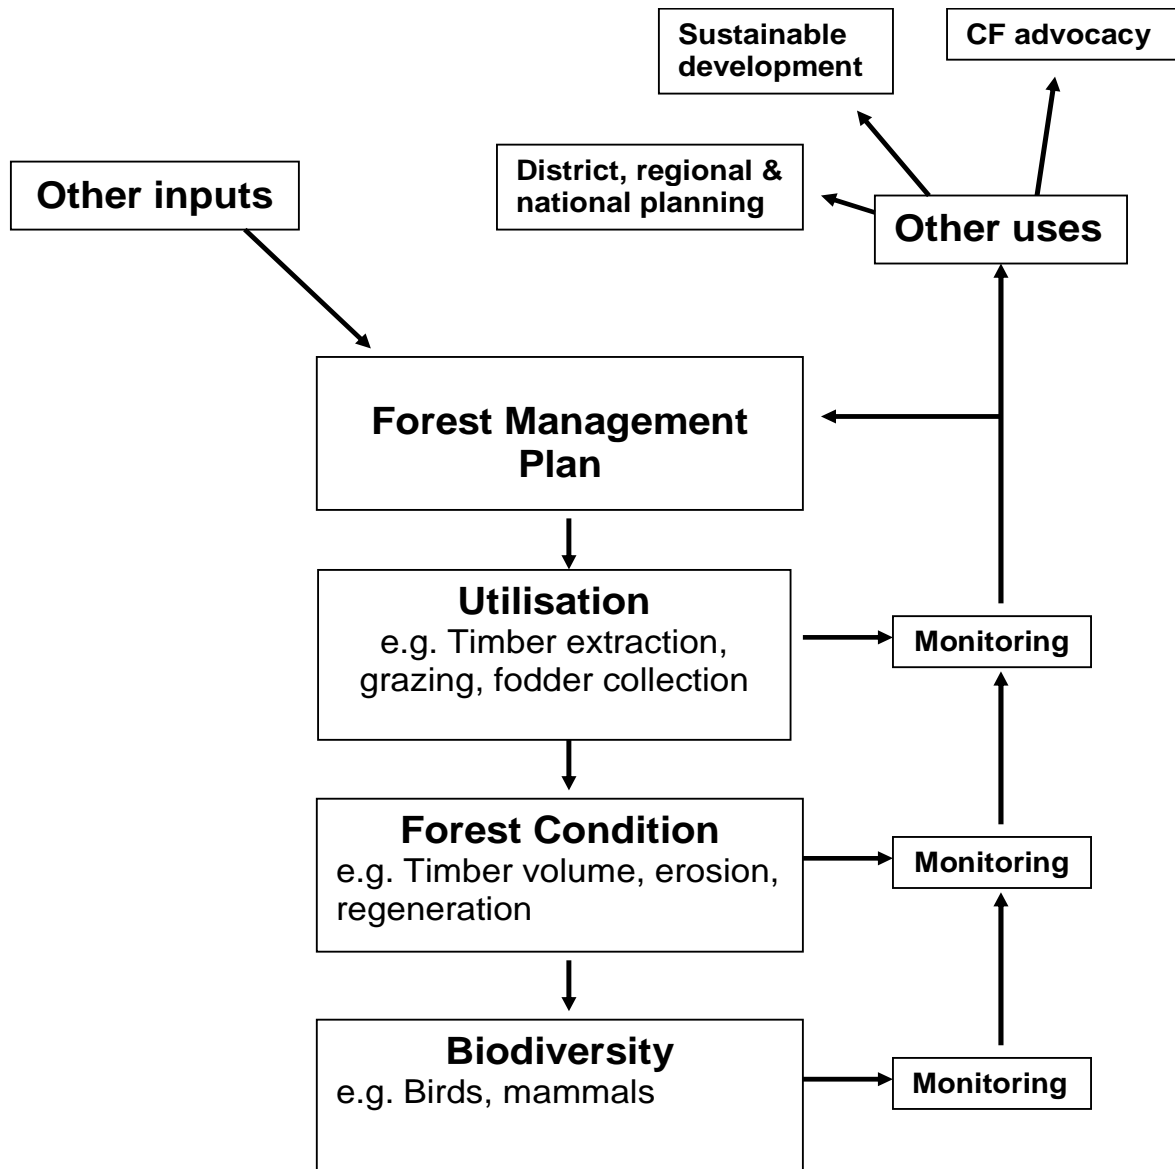 Sustainable
development
CF advocacy
Other inputs
District, regional &
national planning
Other uses
Forest Management
Plan
Utilisation
e.g. Timber extraction,
grazing, fodder collection
Monitoring
Forest Condition
e.g. Timber volume, erosion,
regeneration
Monitoring
Biodiversity
e.g. Birds, mammals
Monitoring